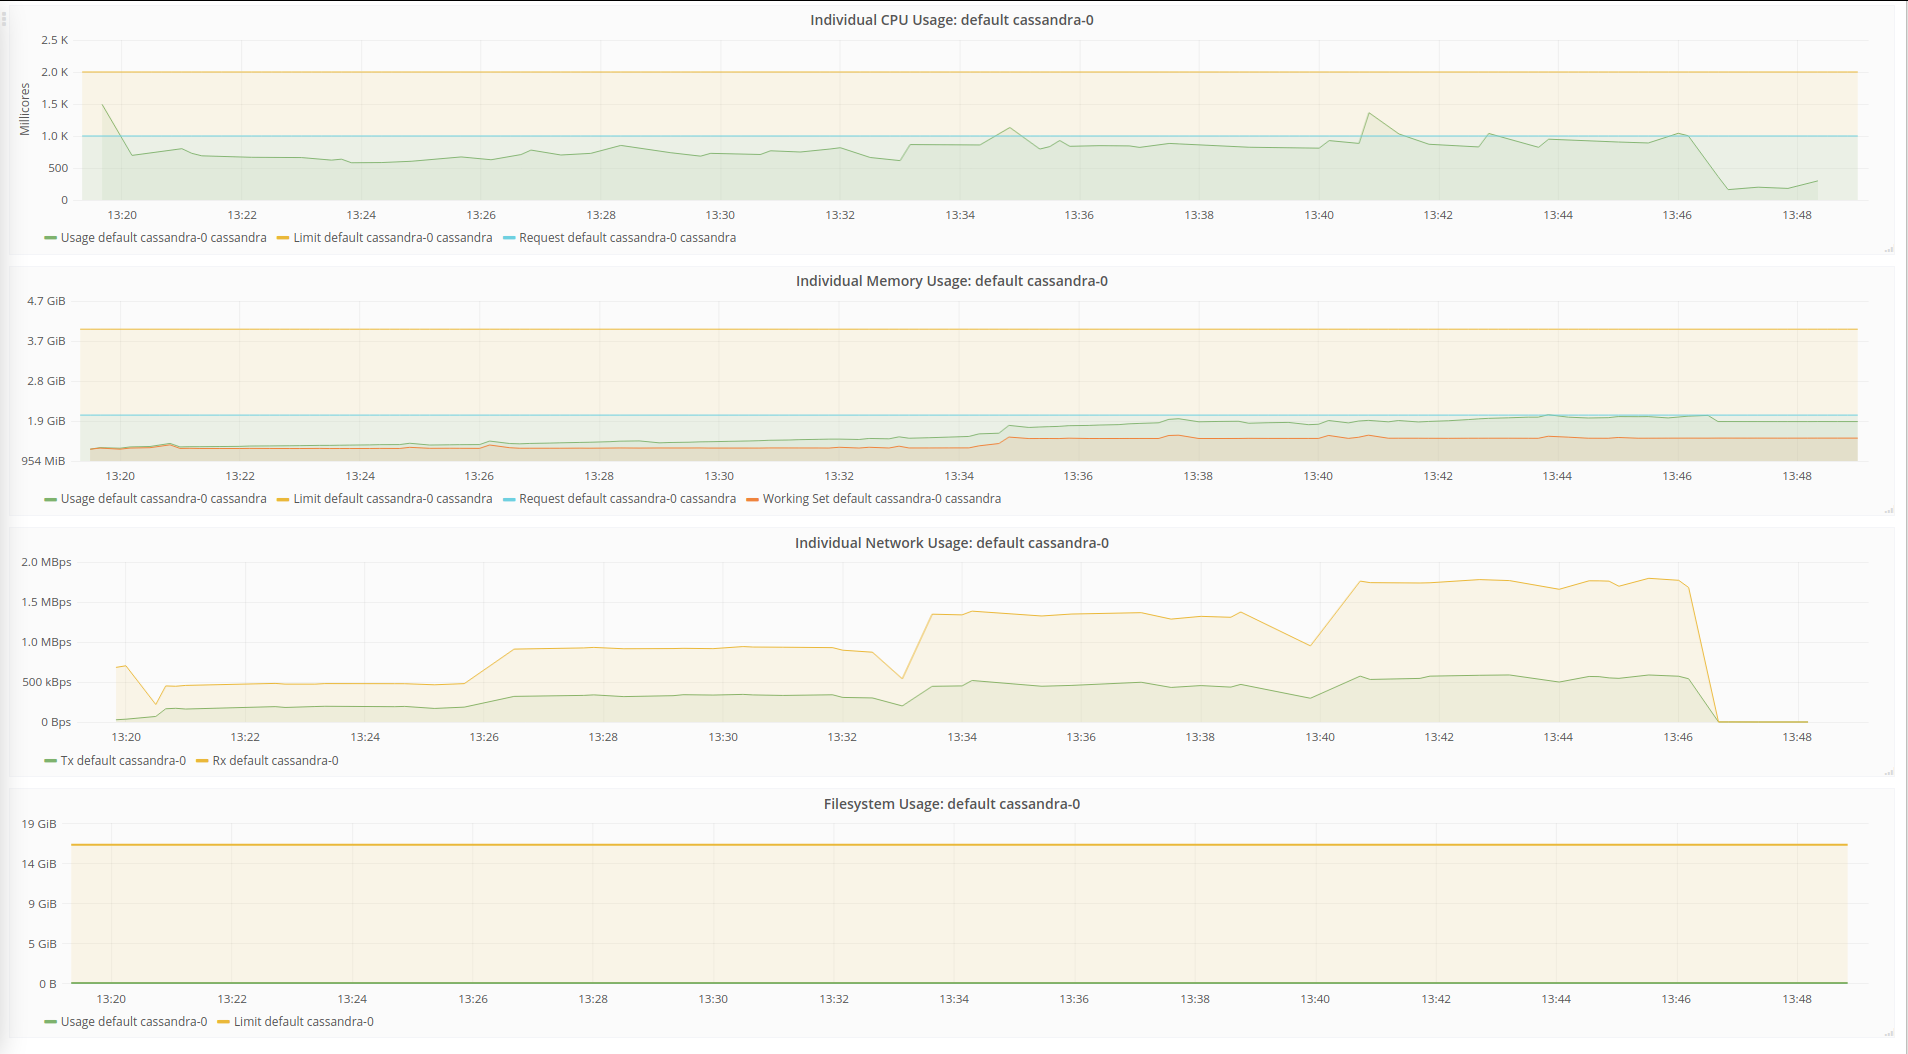 Individual CPU Usage: default cassandra-0
Millicores
2.5 K
2.0 K
1.5 K
1.0 K
500
0
13:20 13:22 13:24 13:26 13:28 13:30 13:32 13:34 13:36 13:38 13:40 13:42 13:44 13:46 13:48
Usage default cassandra-0 cassandra Limit default cassandra-0 cassandra Request default cassandra-0 cassandra
Individual Memory Usage: default cassandra-0
4.7 GiB
3.7 GiB
2.8 GiB
1.9 GiB
954 MiB
13:20 13:22 13:24 13:26 13:28 13:30 13:32 13:34 13:36 13:38 13:40 13:42 13:44 13:46 13:48
Usage default cassandra-0 cassandra Limit default cassandra-0 cassandra Request default cassandra-0 cassandra Working Set default cassandra-0 cassandra
Individual Network Usage: default cassandra-0
2.0 MBps
1.5 MBps
1.0 MBps
500 kBps
0 Bps
13:20 13:22 13:24 13:26 13:28 13:30 13:32 13:34 13:36 13:38 13:40 13:42 13:44 13:46 13:48
Tx default cassandra-0 Rx default cassandra-0
Filesystem Usage: default cassandra-0
19 GiB
14 GiB
9 GiB
5 GiB
0 B
13:20 13:22 13:24 13:26 13:28 13:30 13:32 13:34 13:36 13:38 13:40 13:42 13:44 13:46 13:48
Usage default cassandra-0 Limit default cassandra-0